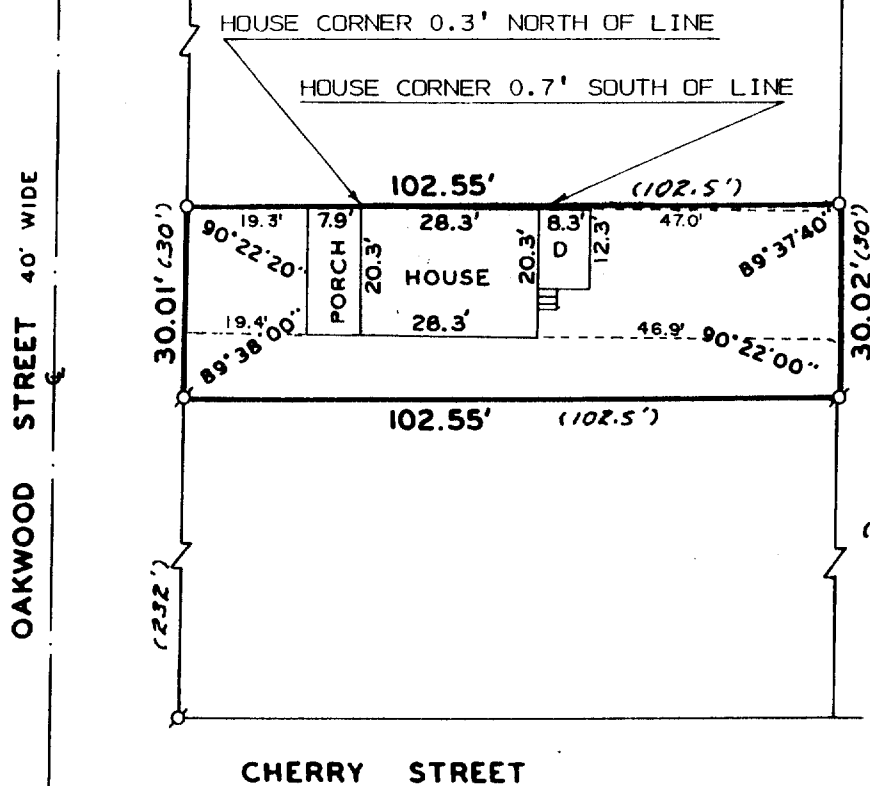 HOUSE CORNER 0.3' NORTH OF LINE
HOUSE CORNER 0.7' SOUTH OF LINE
102.55' (102.5')
19.3' 7.9' 28.3' 8.3' 47.0'
90°22'20"
89°37'40"
30.01' (30')
PORCH
20.3'
HOUSE
20.3'
D
12.3'
30.02' (30')
19.4' 28.3' 46.9'
89°38'00"
90°22'00"
102.55' (102.5')
OAKWOOD STREET 40' WIDE
℄
(232')
(
CHERRY STREET